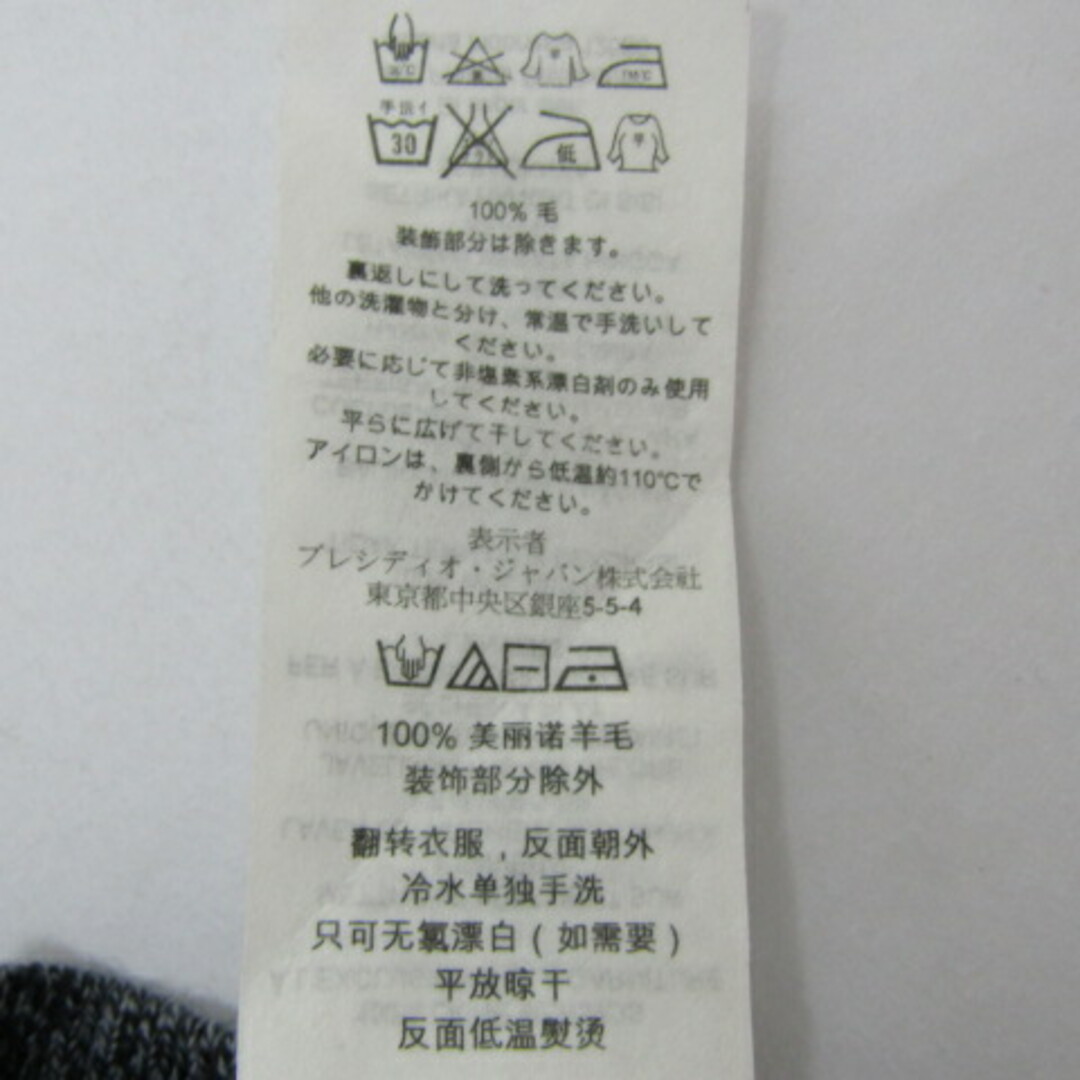 手洗イ
30
低
平
100% 毛
装飾部分は除きます。
裏返しにして洗ってください。
他の洗濯物と分け、常温で手洗いして
ください。
必要に応じて非塩素系漂白剤のみ使用
してください。
平らに広げて干してください。
アイロンは、裏側から低温約110℃で
かけてください。
表示者
ブレシディオ・ジャパン株式会社
東京都中央区銀座5-5-4
100% 美丽诺羊毛
装饰部分除外
翻转衣服,反面朝外
冷水单独手洗
只可无氯漂白(如需要)
平放晾干
反面低温熨烫